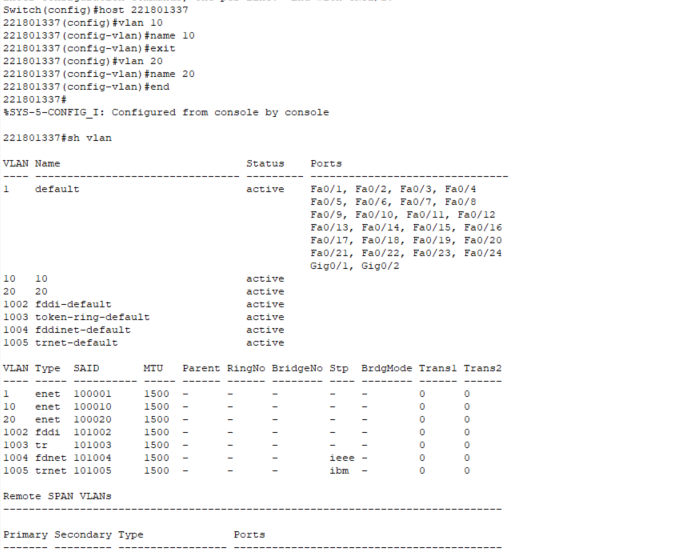 Switch(config)#host 221801337
221801337(config)#vlan 10
221801337(config-vlan)#name 10
221801337(config-vlan)#exit
221801337(config)#vlan 20
221801337(config-vlan)#name 20
221801337(config-vlan)#end
221801337#
%SYS-5-CONFIG_I: Configured from console by console
221801337#sh vlan
VLAN Name                             Status    Ports
---- -------------------------------- --------- -------------------------------
1    default                          active    Fa0/1, Fa0/2, Fa0/3, Fa0/4
                                                Fa0/5, Fa0/6, Fa0/7, Fa0/8
                                                Fa0/9, Fa0/10, Fa0/11, Fa0/12
                                                Fa0/13, Fa0/14, Fa0/15, Fa0/16
                                                Fa0/17, Fa0/18, Fa0/19, Fa0/20
                                                Fa0/21, Fa0/22, Fa0/23, Fa0/24
                                                Gig0/1, Gig0/2
10   10                               active
20   20                               active
1002 fddi-default                     active
1003 token-ring-default               active
1004 fddinet-default                  active
1005 trnet-default                    active
VLAN Type  SAID       MTU   Parent RingNo BridgeNo Stp  BrdgMode Trans1 Trans2
---- ----- ---------- ----- ------ ------ -------- ---- -------- ------ ------
1    enet  100001     1500  -      -      -        -    -        0      0
10   enet  100010     1500  -      -      -        -    -        0      0
20   enet  100020     1500  -      -      -        -    -        0      0
1002 fddi  101002     1500  -      -      -        -    -        0      0
1003 tr    101003     1500  -      -      -        -    -        0      0
1004 fdnet 101004     1500  -      -      -        ieee -        0      0
1005 trnet 101005     1500  -      -      -        ibm  -        0      0
Remote SPAN VLANs
------------------------------------------------------------------------------
Primary Secondary Type              Ports
------- --------- ----------------- ------------------------------------------